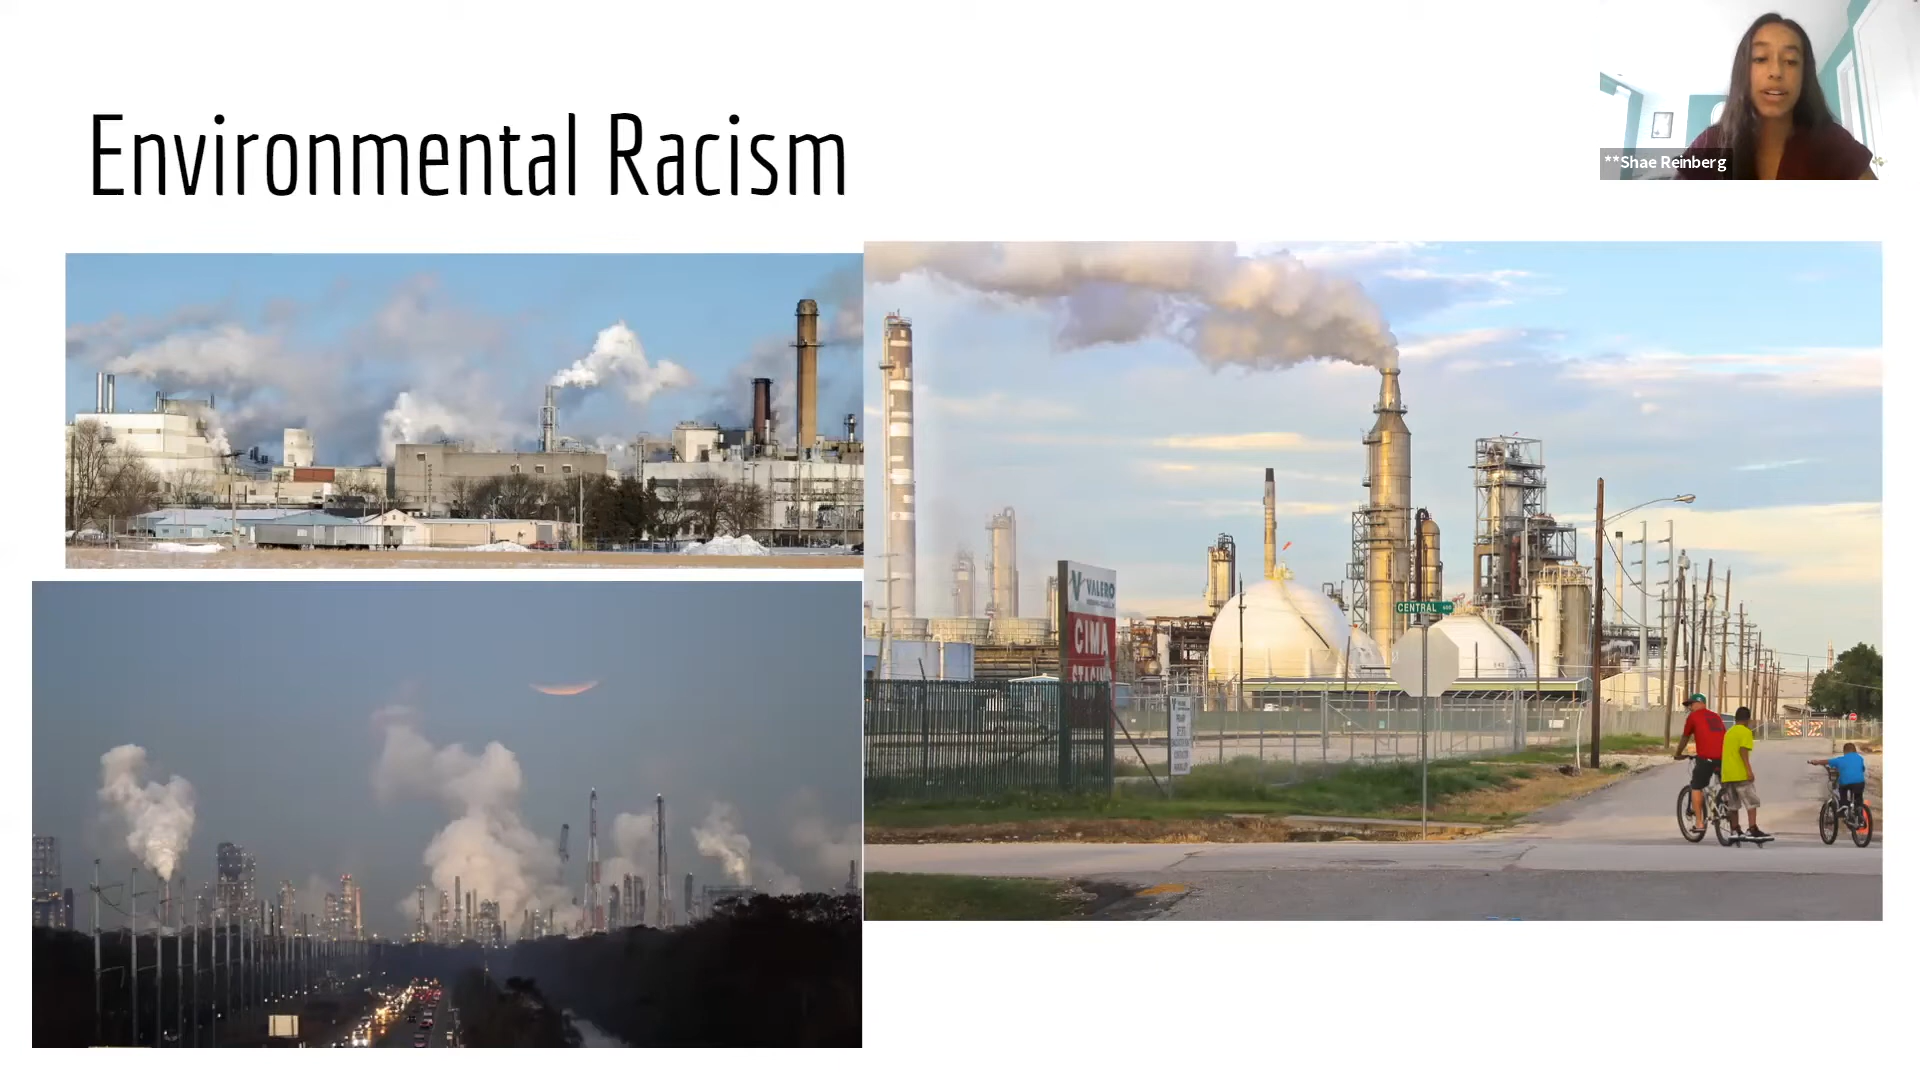 Environmental Racism
**Shae Reinberg
VALERO
CIMA
CENTRAL